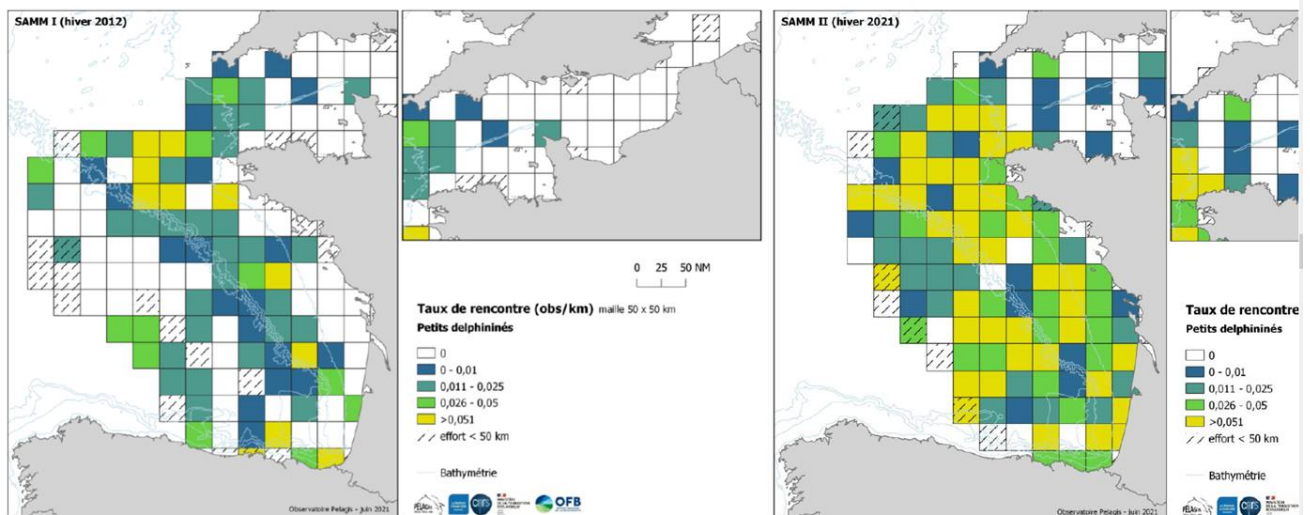 SAMM I (hiver 2012)
0 25 50 NM
Taux de rencontre (obs/km) maille 50 x 50 km
Petits delphininés
0
0 - 0,01
0,011 - 0,025
0,026 - 0,05
>0,051
effort < 50 km
Bathymétrie
PELAGIS
CNRS
OFB
Observatoire Pelagis - juin 2021
SAMM II (hiver 2021)
Taux de rencontre
Petits delphininés
0
0 - 0,01
0,011 - 0,025
0,026 - 0,05
>0,051
effort < 50 km
Bathymétrie
Observatoire Pelagis - juin 2021